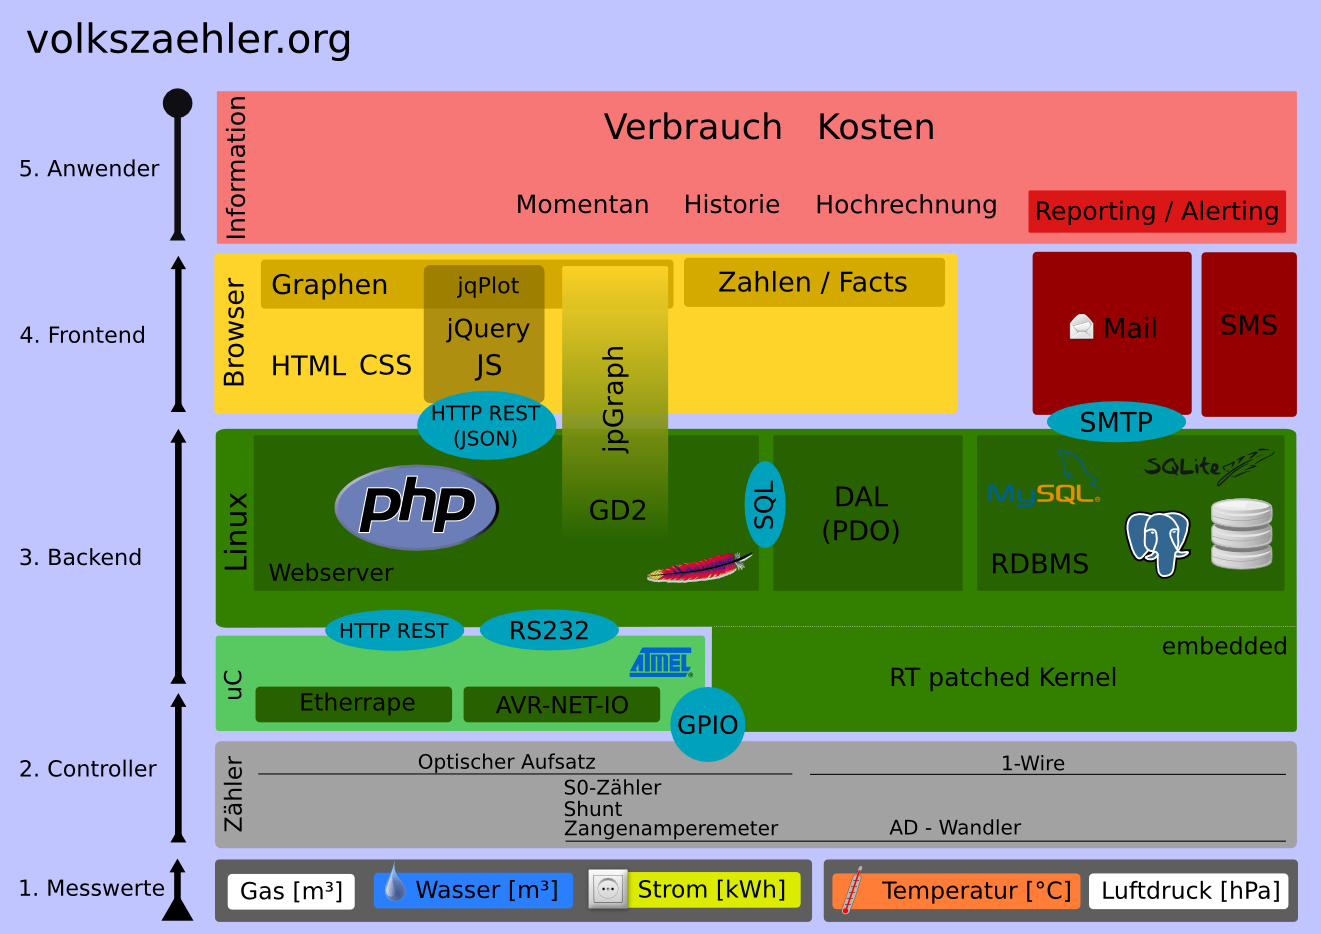 volkszaehler.org
5. Anwender
Information
Verbrauch Kosten
Momentan Historie Hochrechnung
Reporting / Alerting
4. Frontend
Browser
Graphen
jqPlot
jQuery
HTML CSS JS
jpGraph
Zahlen / Facts
Mail
SMS
HTTP REST
(JSON)
SMTP
3. Backend
Linux
php
GD2
Webserver
SQL
DAL
(PDO)
MySQL
SQLite
RDBMS
HTTP REST
RS232
embedded
RT patched Kernel
uC
ATMEL
Etherrape
AVR-NET-IO
GPIO
2. Controller
Zähler
Optischer Aufsatz
1-Wire
S0-Zähler
Shunt
Zangenamperemeter
AD - Wandler
1. Messwerte
Gas [m³]
Wasser [m³]
Strom [kWh]
Temperatur [°C]
Luftdruck [hPa]